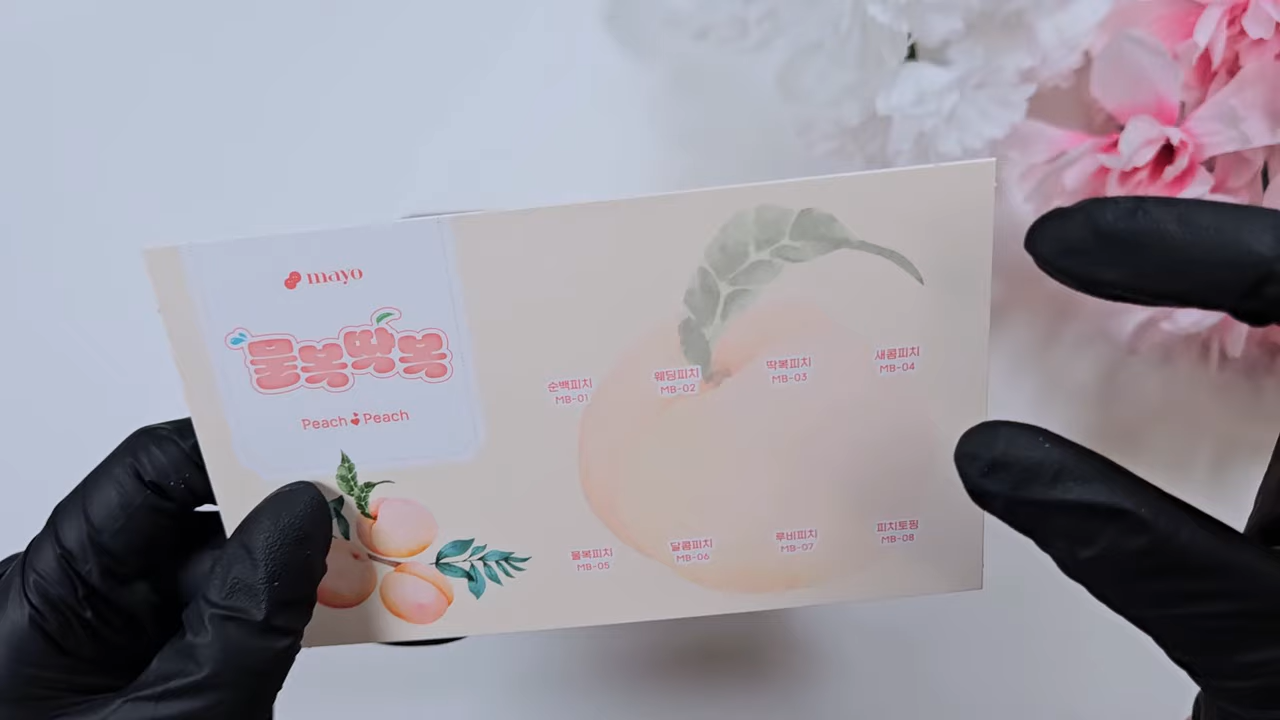 mayo
물복딱복
Peach Peach
순백피치
MB-01
웨딩피치
MB-02
딱복피치
MB-03
새콤피치
MB-04
물복피치
MB-05
달콤피치
MB-06
루비피치
MB-07
피치토핑
MB-08